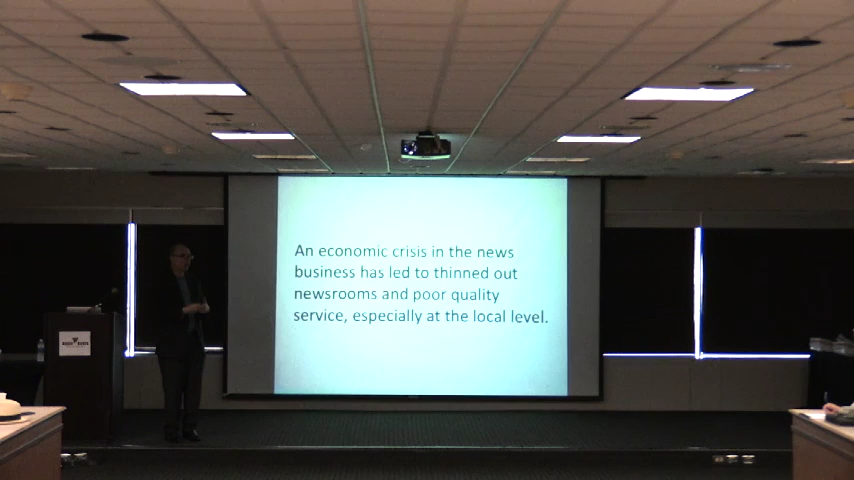 An economic crisis in the news
business has led to thinned out
newsrooms and poor quality
service, especially at the local level.